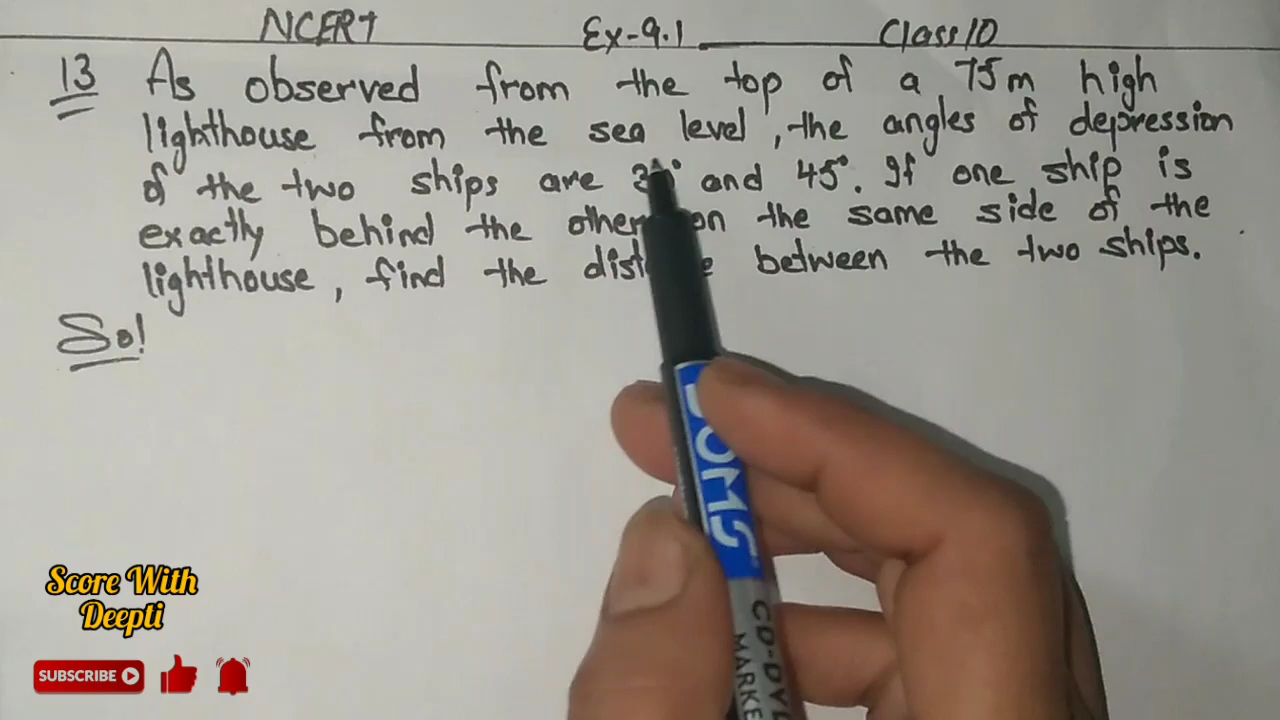 NCERT Ex-9.1 Class 10
13 As observed from the top of a 75m high
lighthouse from the sea level, the angles of depression
of the two ships are and 45°. If one ship is
exactly behind the other on the same side of the
lighthouse, find the between the two ships.
Sol
Score With
Deepti
SUBSCRIBE
DOMS
CD-DV
MARKE